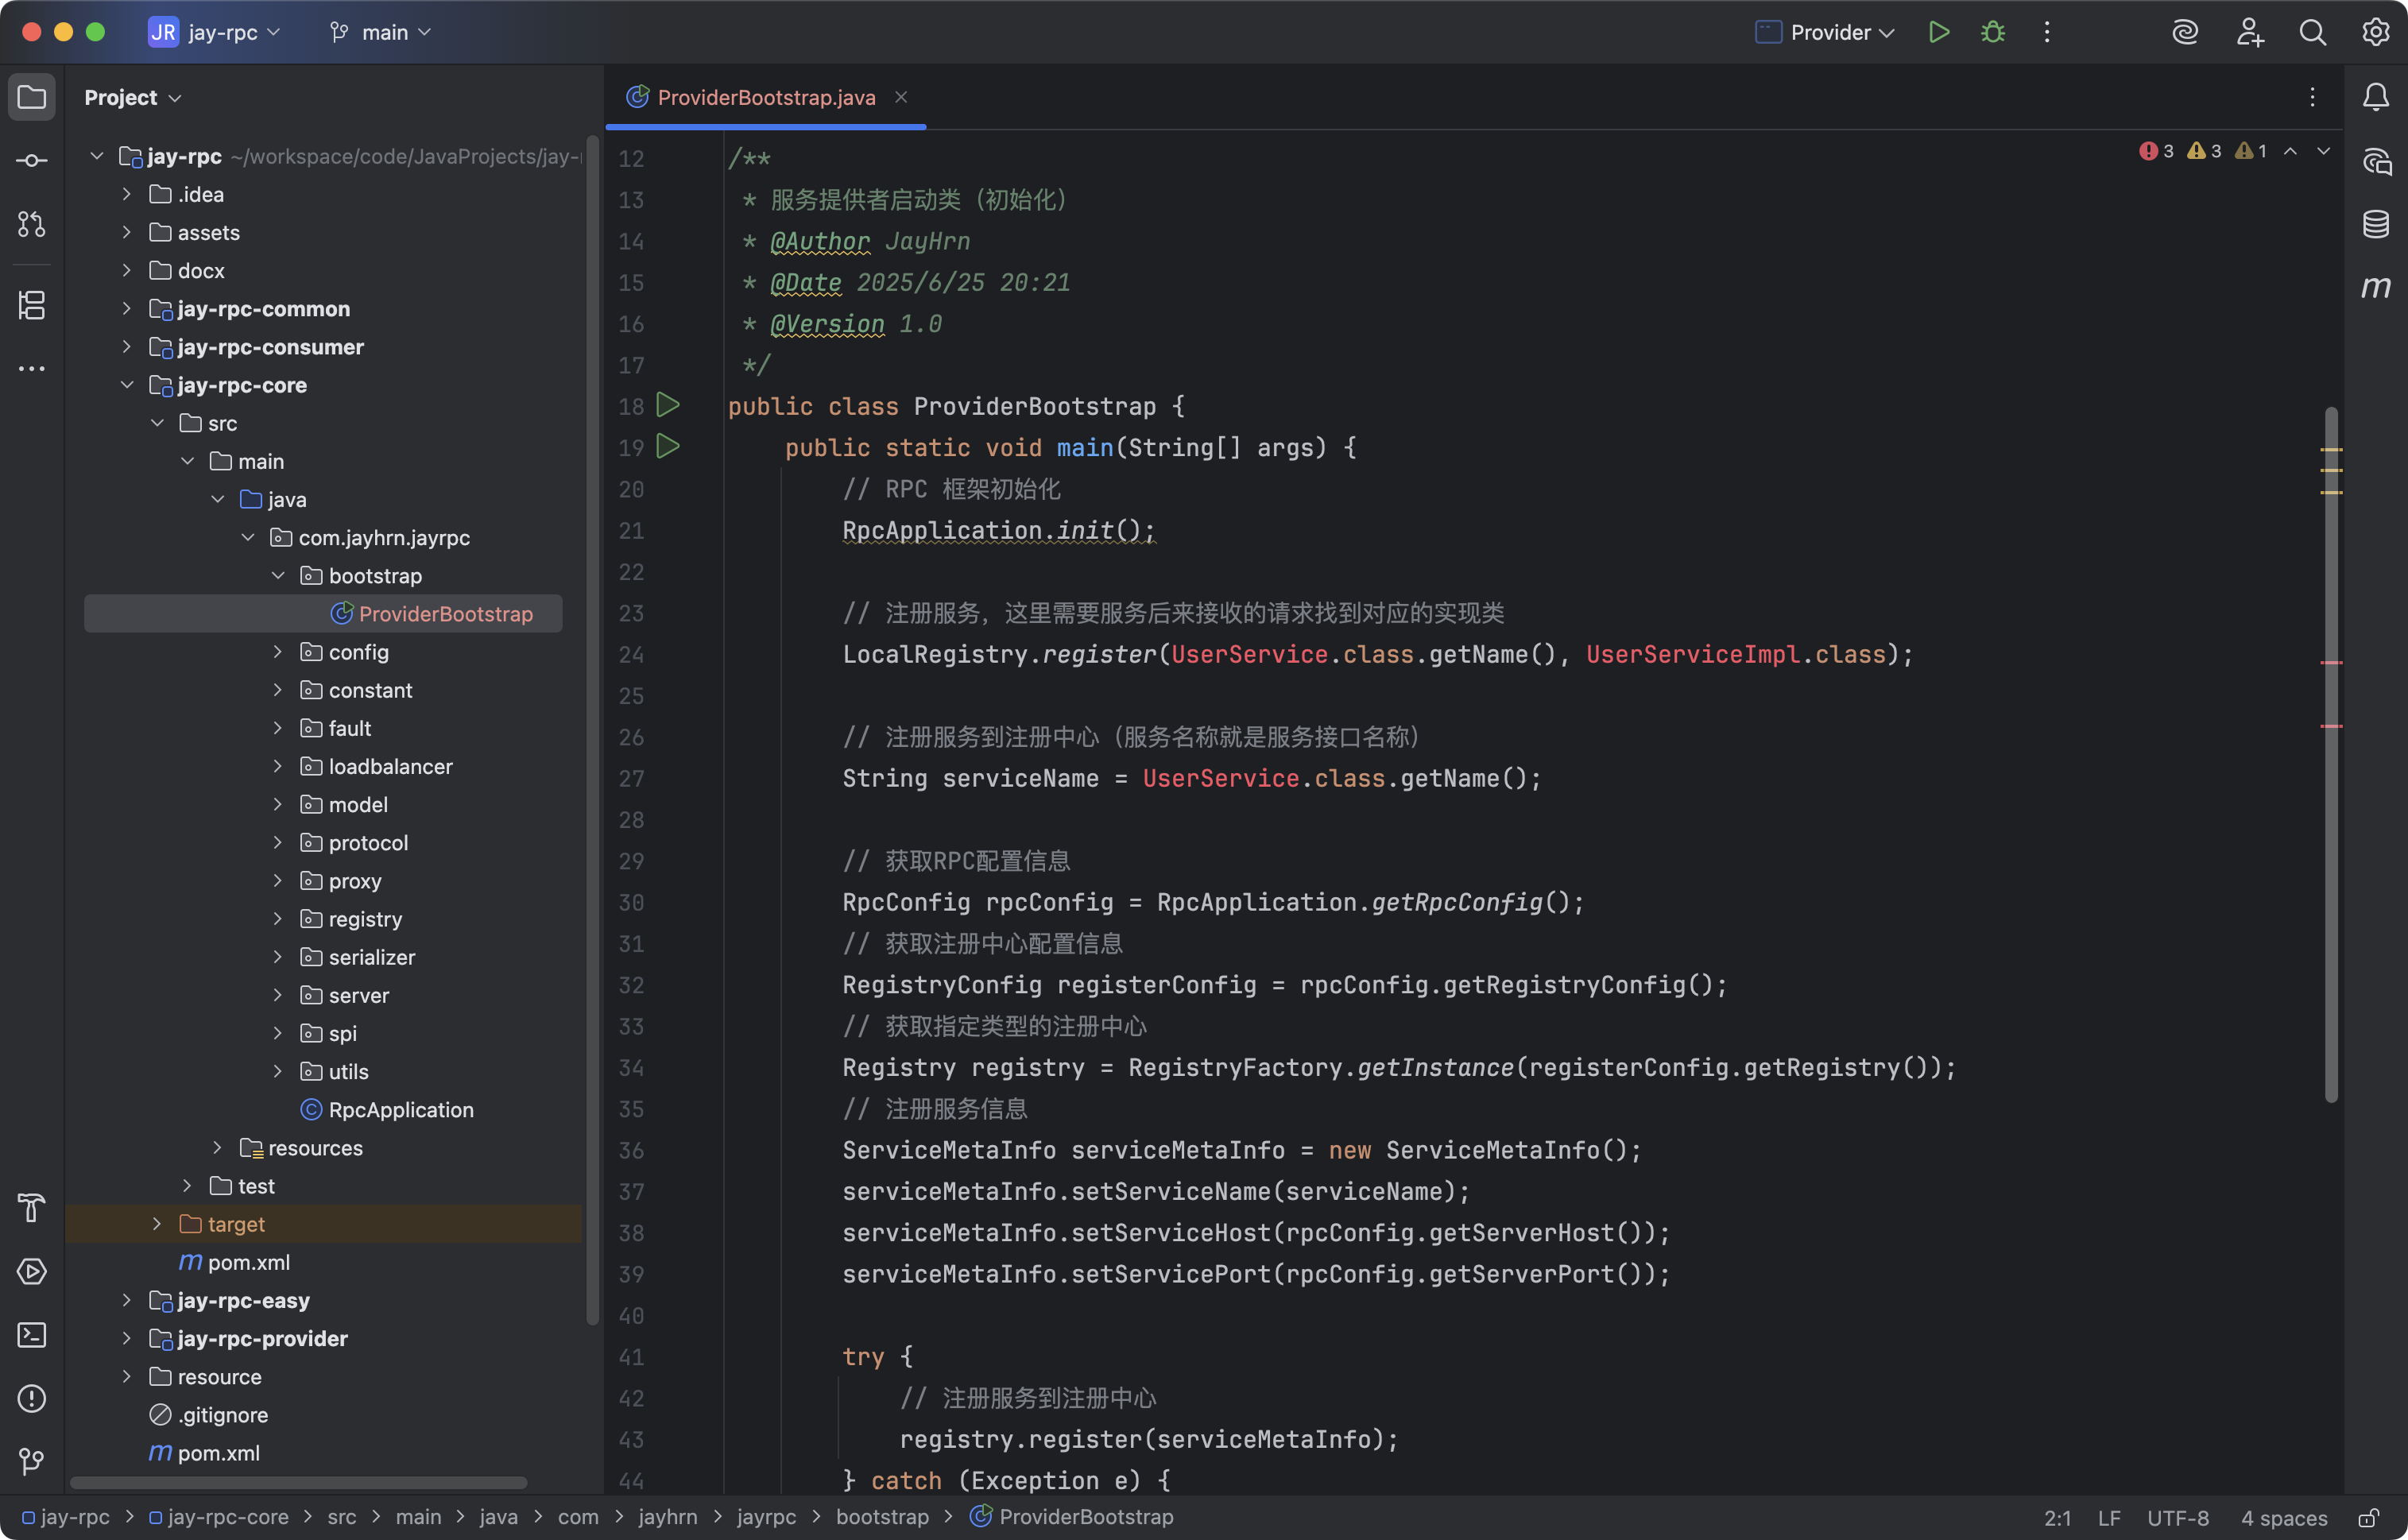 JR jay-rpc main Provider
Project
jay-rpc ~/workspace/code/JavaProjects/jay-
.idea
assets
docx
jay-rpc-common
jay-rpc-consumer
jay-rpc-core
src
main
java
com.jayhrn.jayrpc
bootstrap
ProviderBootstrap
config
constant
fault
loadbalancer
model
protocol
proxy
registry
serializer
server
spi
utils
RpcApplication
resources
test
target
m pom.xml
jay-rpc-easy
jay-rpc-provider
resource
.gitignore
m pom.xml
ProviderBootstrap.java
3 3 1
12 /**
13 * 服务提供者启动类（初始化）
14 * @Author JayHrn
15 * @Date 2025/6/25 20:21
16 * @Version 1.0
17 */
18 public class ProviderBootstrap {
19 public static void main(String[] args) {
20 // RPC 框架初始化
21 RpcApplication.init();
22
23 // 注册服务，这里需要服务后来接收的请求找到对应的实现类
24 LocalRegistry.register(UserService.class.getName(), UserServiceImpl.class);
25
26 // 注册服务到注册中心（服务名称就是服务接口名称）
27 String serviceName = UserService.class.getName();
28
29 // 获取RPC配置信息
30 RpcConfig rpcConfig = RpcApplication.getRpcConfig();
31 // 获取注册中心配置信息
32 RegistryConfig registerConfig = rpcConfig.getRegistryConfig();
33 // 获取指定类型的注册中心
34 Registry registry = RegistryFactory.getInstance(registerConfig.getRegistry());
35 // 注册服务信息
36 ServiceMetaInfo serviceMetaInfo = new ServiceMetaInfo();
37 serviceMetaInfo.setServiceName(serviceName);
38 serviceMetaInfo.setServiceHost(rpcConfig.getServerHost());
39 serviceMetaInfo.setServicePort(rpcConfig.getServerPort());
40
41 try {
42 // 注册服务到注册中心
43 registry.register(serviceMetaInfo);
44 } catch (Exception e) {
m
jay-rpc > jay-rpc-core > src > main > java > com > jayhrn > jayrpc > bootstrap > ProviderBootstrap
2:1 LF UTF-8 4 spaces